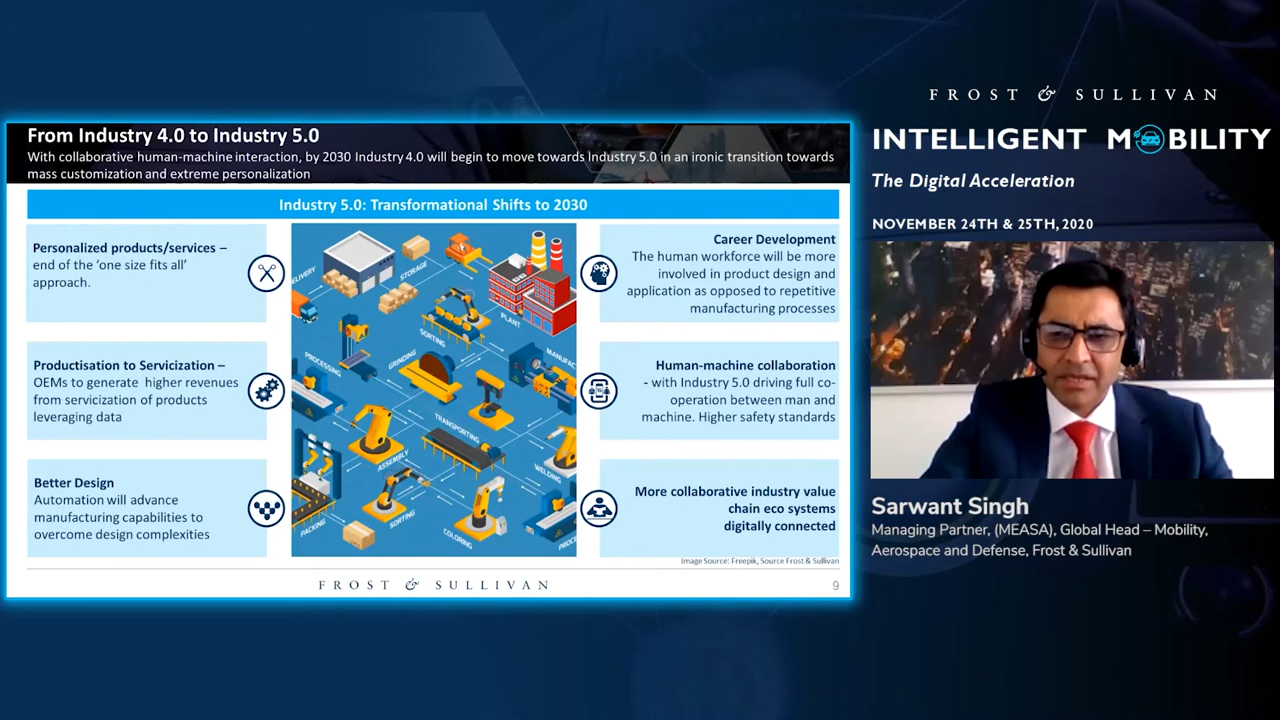 From Industry 4.0 to Industry 5.0
With collaborative human-machine interaction, by 2030 Industry 4.0 will begin to move towards Industry 5.0 in an ironic transition towards
mass customization and extreme personalization
Industry 5.0: Transformational Shifts to 2030
Personalized products/services –
end of the ‘one size fits all’
approach.
Productisation to Servicization –
OEMs to generate higher revenues
from servicization of products
leveraging data
Better Design
Automation will advance
manufacturing capabilities to
overcome design complexities
DELIVERY
STORAGE
PLANT
SORTING
PROCESSING
GRINDING
MANUFAC
TRANSPORTING
ASSEMBLY
WELDING
PACKING
SORTING
COLORING
PROCE
Career Development
The human workforce will be more
involved in product design and
application as opposed to repetitive
manufacturing processes
Human-machine collaboration
- with Industry 5.0 driving full co-
operation between man and
machine. Higher safety standards
More collaborative industry value
chain eco systems
digitally connected
Image Source: Freepik, Source Frost & Sullivan
FROST & SULLIVAN
9
FROST & SULLIVAN
INTELLIGENT MOBILITY
The Digital Acceleration
NOVEMBER 24TH & 25TH, 2020
Sarwant Singh
Managing Partner, (MEASA), Global Head – Mobility,
Aerospace and Defense, Frost & Sullivan